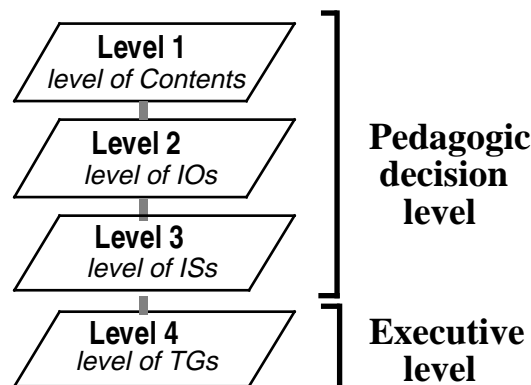 Level 1
level of Contents
Level 2
level of IOs
Level 3
level of ISs
Level 4
level of TGs
Pedagogic
decision
level
Executive
level